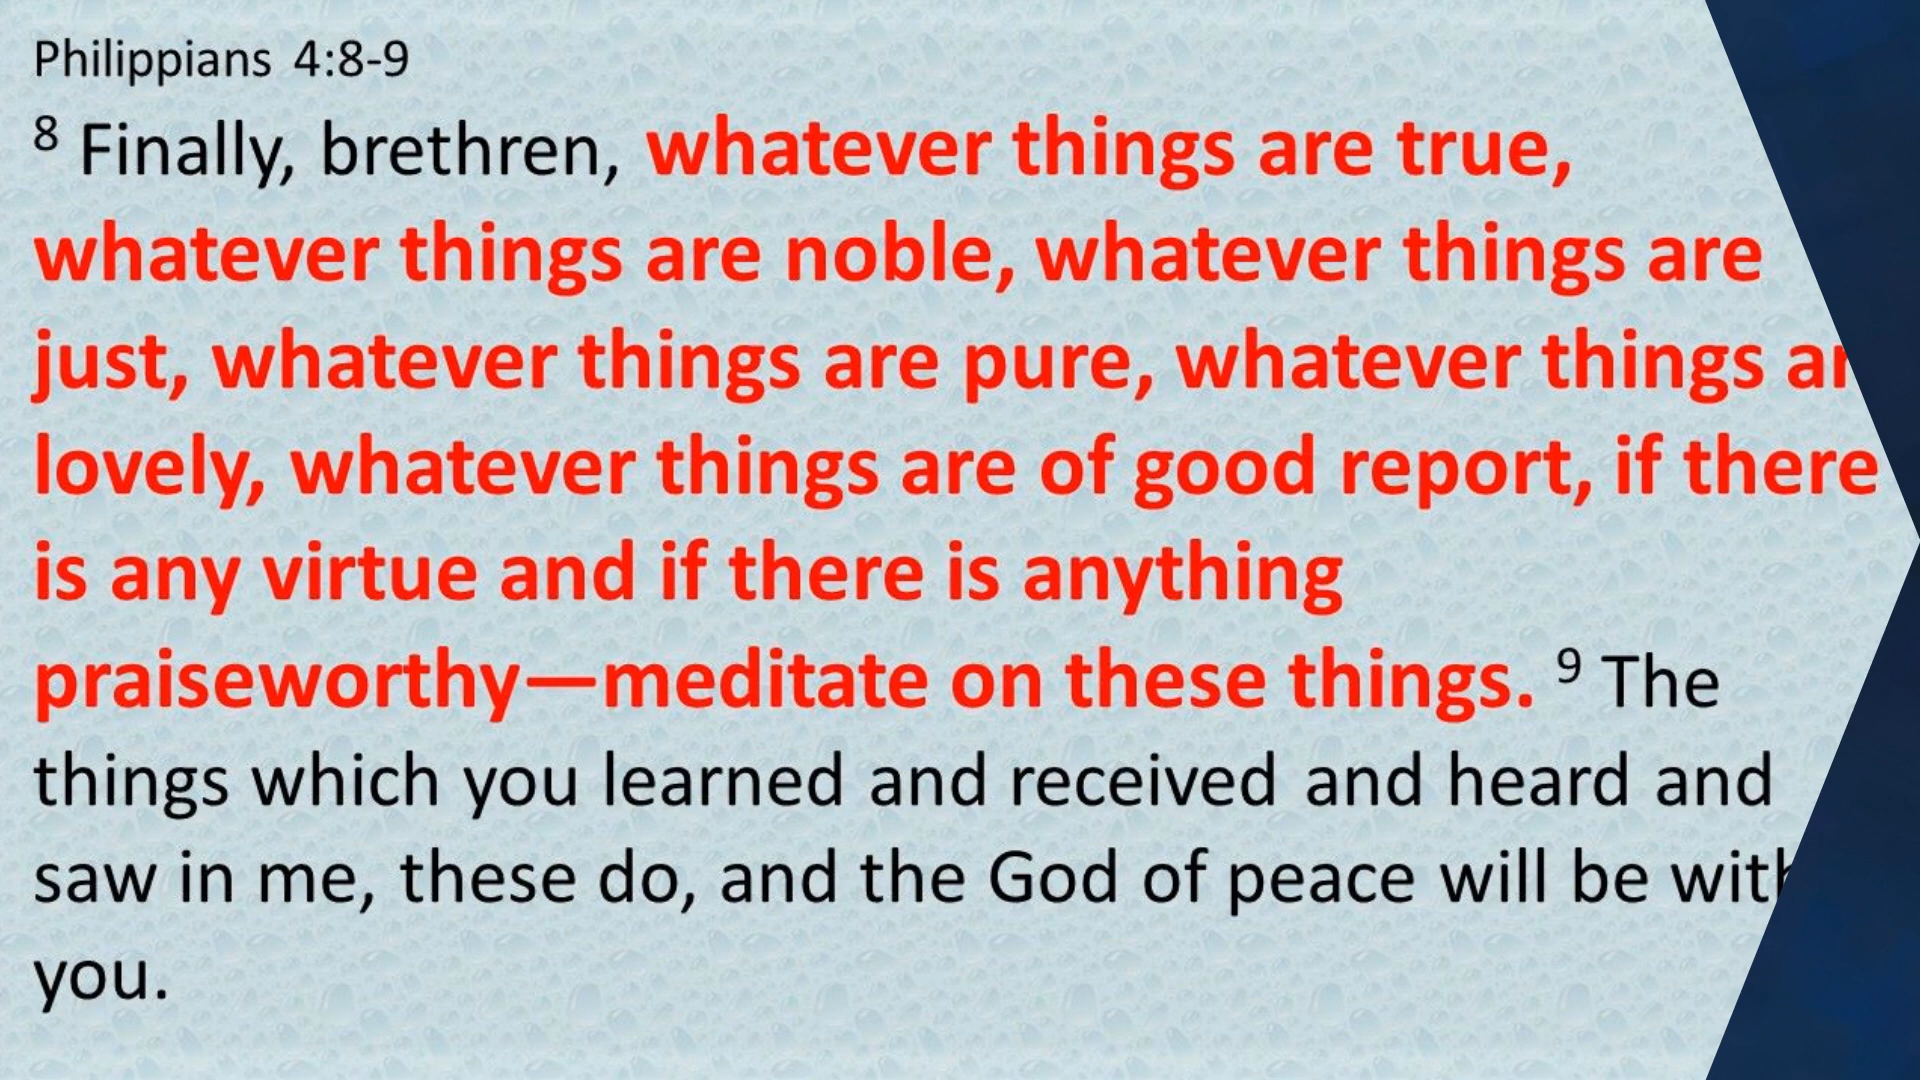 Philippians 4:8-9
8 Finally, brethren, whatever things are true,
whatever things are noble, whatever things are
just, whatever things are pure, whatever things ar
lovely, whatever things are of good report, if there
is any virtue and if there is anything
praiseworthy—meditate on these things. 9 The
things which you learned and received and heard and
saw in me, these do, and the God of peace will be with
you.